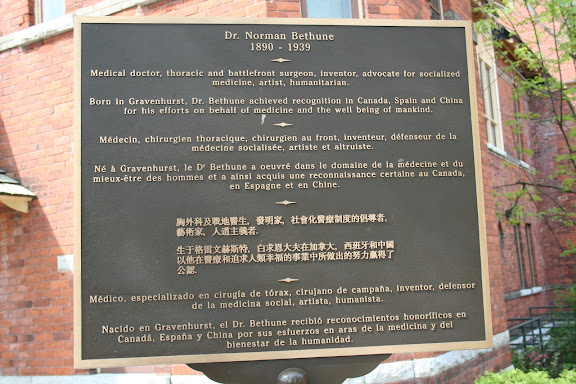 Dr. Norman Bethune
1890 - 1939
Medical doctor, thoracic and battlefront surgeon, inventor, advocate for socialized
medicine, artist, humanitarian.
Born in Gravenhurst, Dr. Bethune achieved recognition in Canada, Spain and China
for his efforts on behalf of medicine and the well being of mankind.
Médecin, chirurgien thoracique, chirurgien au front, inventeur, défenseur de la
médecine socialisée, artiste et altruiste.
Né à Gravenhurst, le Dr Bethune a oeuvré dans le domaine de la médecine et du
mieux-être des hommes et a ainsi acquis une reconnaissance certaine au Canada,
en Espagne et en Chine.
胸外科及戰地醫生, 發明家, 社會化醫療制度的倡導者,
藝術家, 人道主義者.
生于格雷文赫斯特, 白求恩大夫在加拿大, 西班牙和中國
以他在醫療和追求人類幸福的事業中所做出的努力贏得了
公認.
Médico, especializado en cirugía de tórax, cirujano de campaña, inventor, defensor
de la medicina social, artista, humanista.
Nacido en Gravenhurst, el Dr. Bethune recibió reconocimientos honoríficos en
Canadá, España y China por sus esfuerzos en aras de la medicina y del
bienestar de la humanidad.